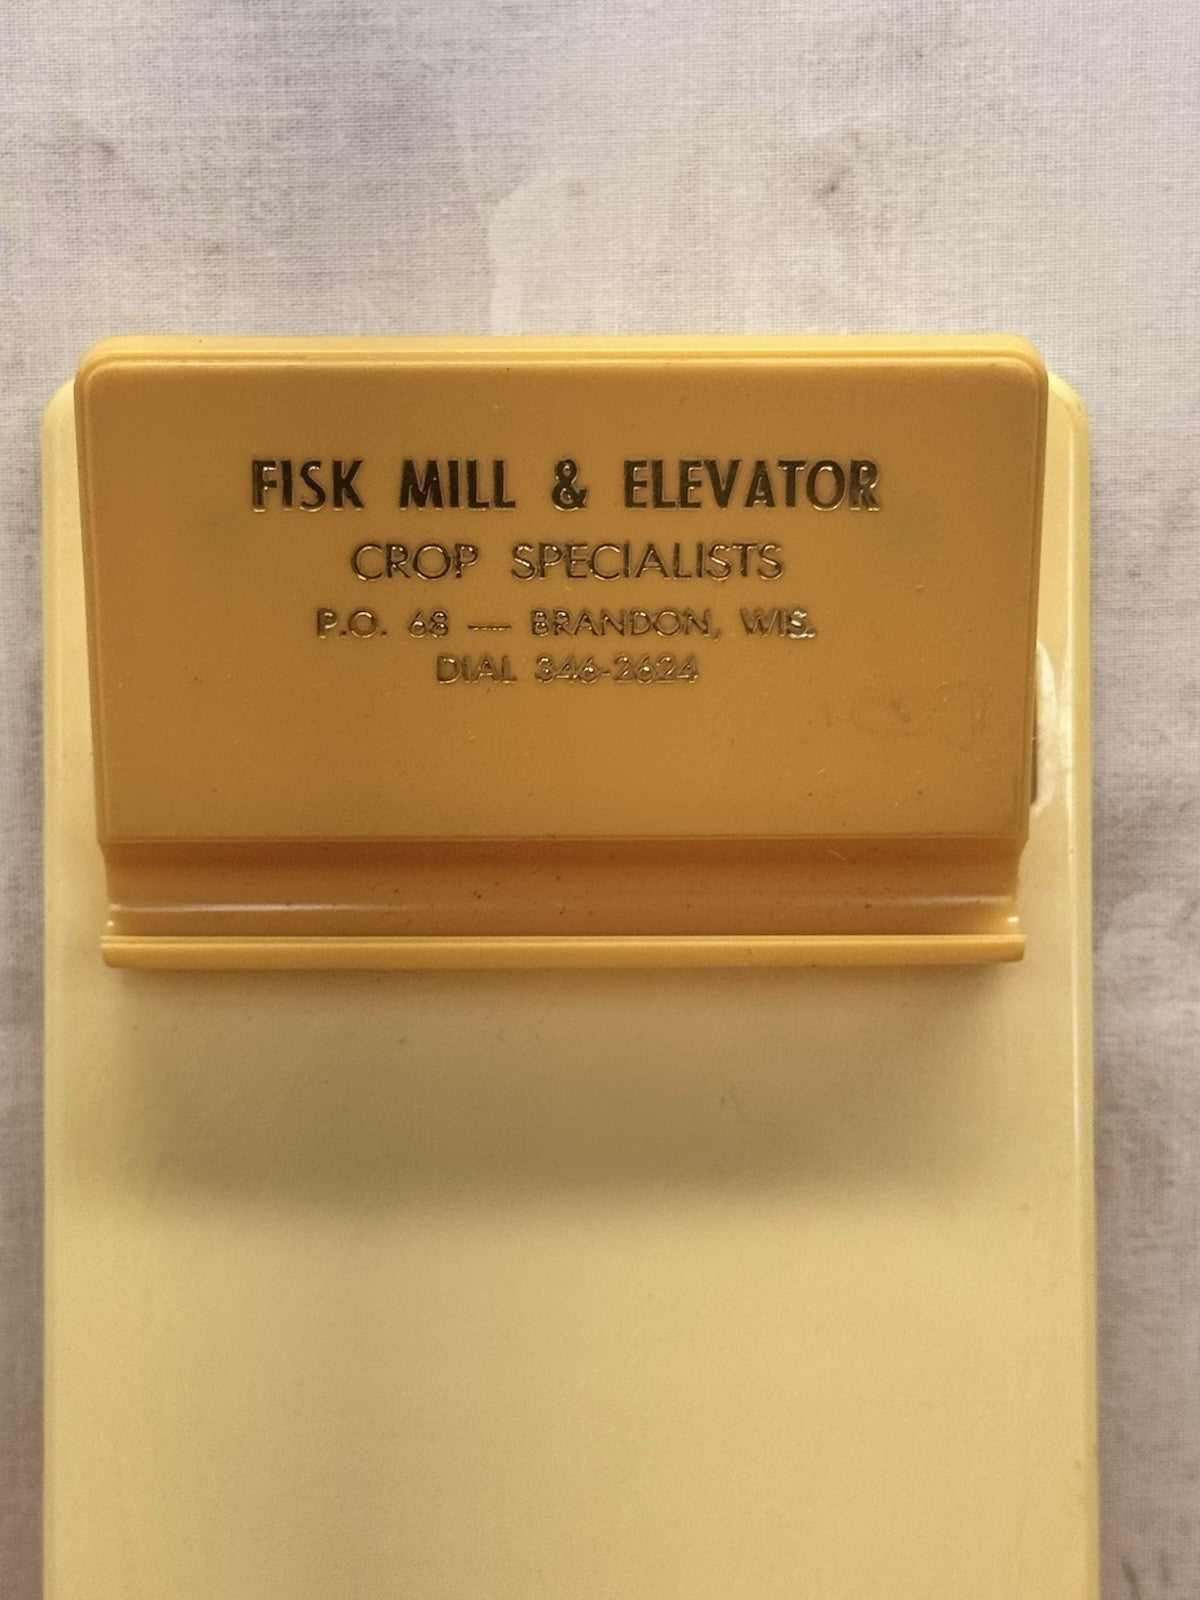 FISK MILL & ELEVATOR
CROP SPECIALISTS
P.O. 68 — BRANDON, WIS.
DIAL 346-2624